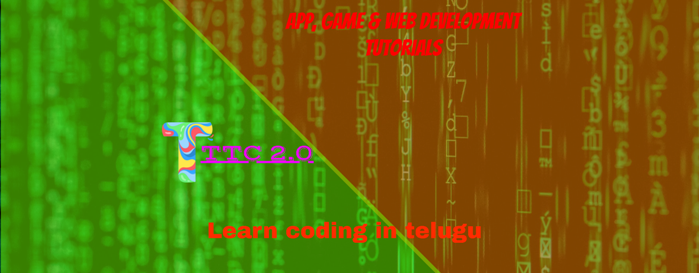 APP, GAME & WEB DEVELOPMENT
TUTORIALS
T TTC 2.0
Learn coding in telugu